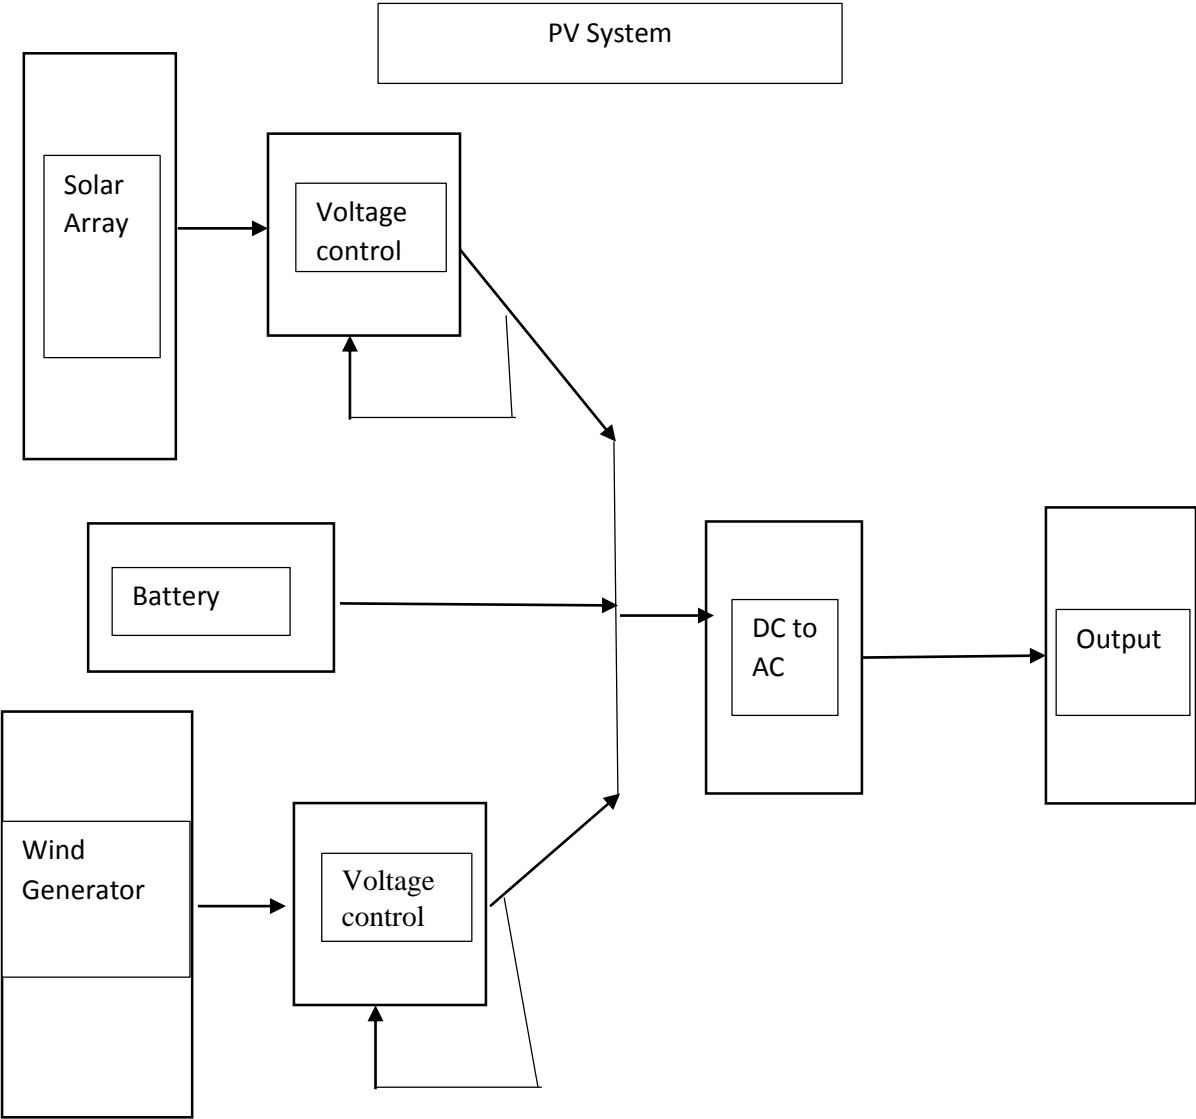 PV System
Solar
Array
Voltage
control
Battery
DC to
AC
Output
Wind
Generator
Voltage
control